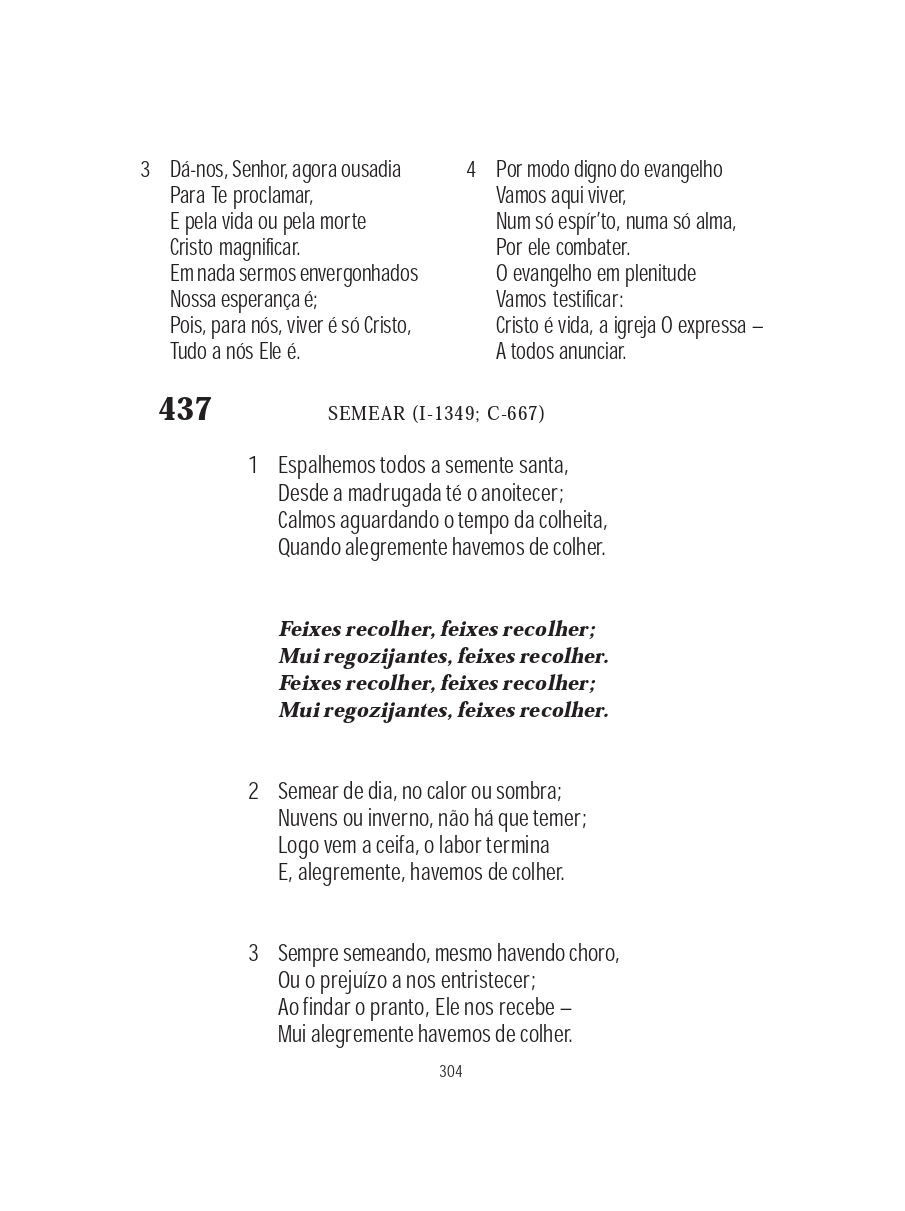 3 Dá-nos, Senhor, agora ousadia
Para Te proclamar,
E pela vida ou pela morte
Cristo magnificar.
Em nada sermos envergonhados
Nossa esperança é;
Pois, para nós, viver é só Cristo,
Tudo a nós Ele é.
4 Por modo digno do evangelho
Vamos aqui viver,
Num só espír’to, numa só alma,
Por ele combater.
O evangelho em plenitude
Vamos testificar:
Cristo é vida, a igreja O expressa –
A todos anunciar.
437 SEMEAR (I-1349; C-667)
1 Espalhemos todos a semente santa,
Desde a madrugada té o anoitecer;
Calmos aguardando o tempo da colheita,
Quando alegremente havemos de colher.
Feixes recolher, feixes recolher;
Mui regozijantes, feixes recolher.
Feixes recolher, feixes recolher;
Mui regozijantes, feixes recolher.
2 Semear de dia, no calor ou sombra;
Nuvens ou inverno, não há que temer;
Logo vem a ceifa, o labor termina
E, alegremente, havemos de colher.
3 Sempre semeando, mesmo havendo choro,
Ou o prejuízo a nos entristecer;
Ao findar o pranto, Ele nos recebe –
Mui alegremente havemos de colher.
304